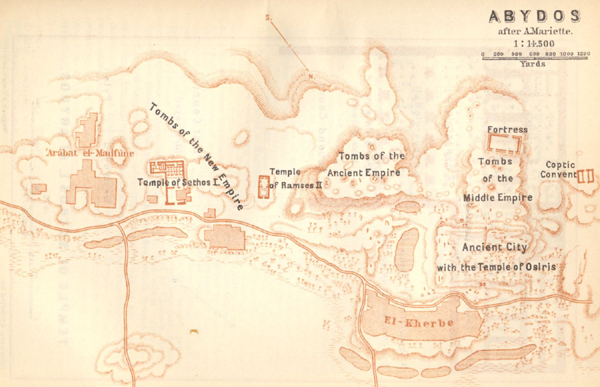 ABYDOS
after A.Mariette.
1:14,500
0 200 400 600 800 1000 1200
Yards
S.
N.
Tombs of the New Empire
'Arâbat el-Madfûne
Temple of Sethos I.
Temple
of Ramses II
Tombs of the
Ancient Empire
Fortress
Tombs
of the
Middle Empire
Coptic
Convent
Ancient City
with the Temple of Osiris
El-Kherbe